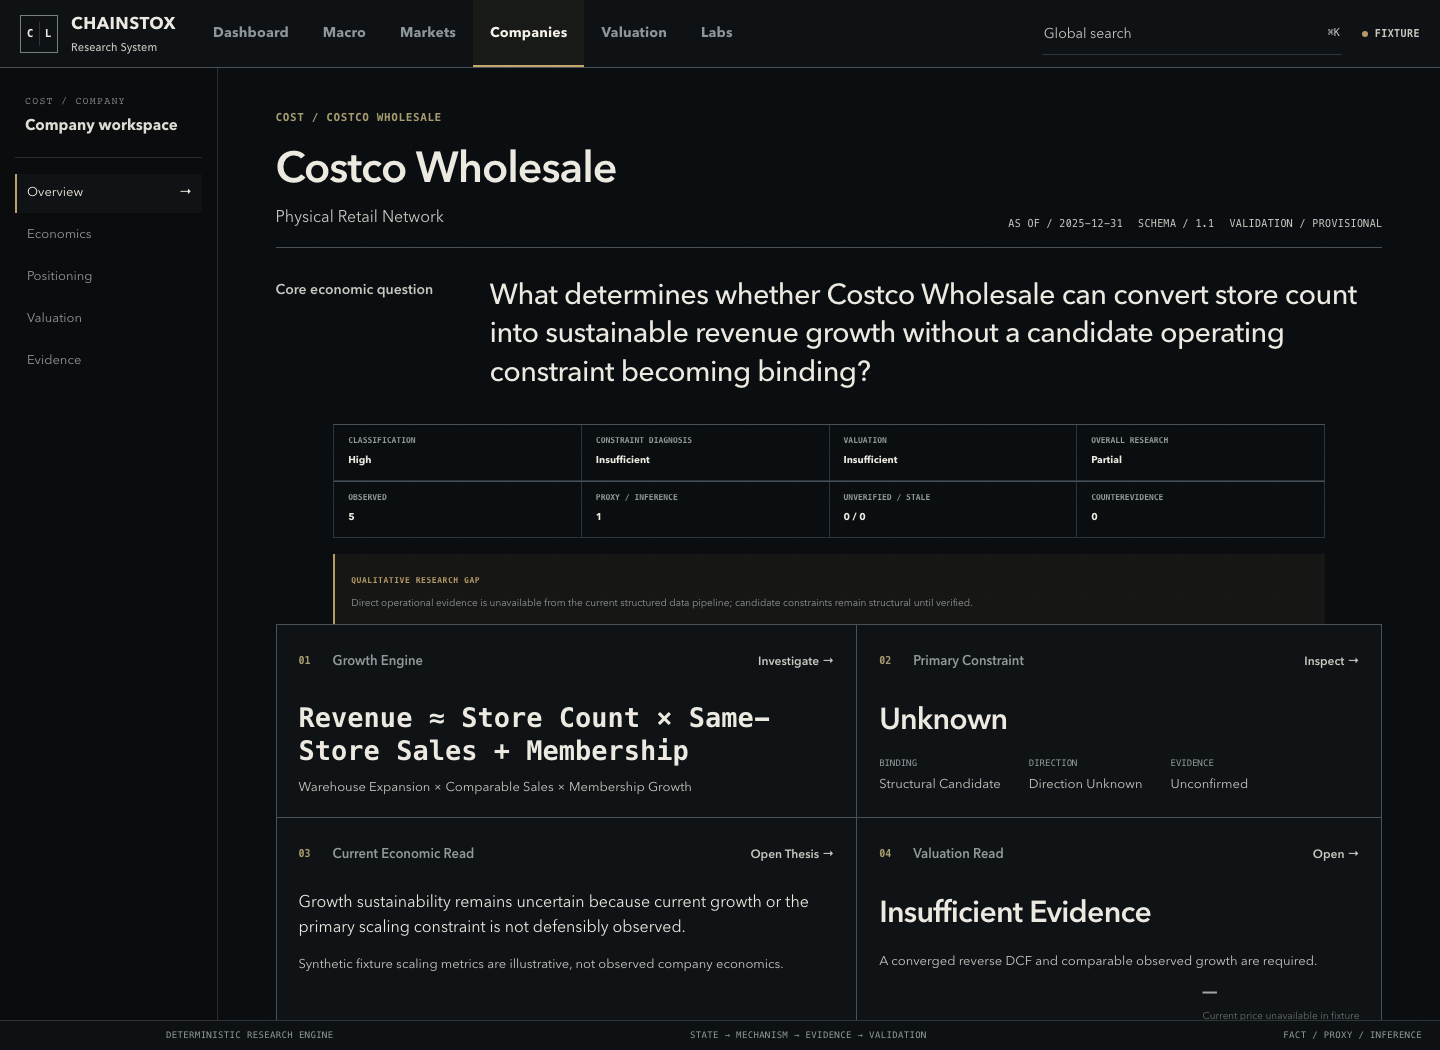 C L
CHAINSTOX
Research System
Dashboard
Macro
Markets
Companies
Valuation
Labs
Global search
⌘K
FIXTURE
COST / COMPANY
Company workspace
Overview →
Economics
Positioning
Valuation
Evidence
COST / COSTCO WHOLESALE
Costco Wholesale
Physical Retail Network
AS OF / 2025-12-31 SCHEMA / 1.1 VALIDATION / PROVISIONAL
Core economic question
What determines whether Costco Wholesale can convert store count
into sustainable revenue growth without a candidate operating
constraint becoming binding?
CLASSIFICATION
High
CONSTRAINT DIAGNOSIS
Insufficient
VALUATION
Insufficient
OVERALL RESEARCH
Partial
OBSERVED
5
PROXY / INFERENCE
1
UNVERIFIED / STALE
0 / 0
COUNTEREVIDENCE
0
QUALITATIVE RESEARCH GAP
Direct operational evidence is unavailable from the current structured data pipeline; candidate constraints remain structural until verified.
01 Growth Engine Investigate →
Revenue ≈ Store Count × Same-
Store Sales + Membership
Warehouse Expansion × Comparable Sales × Membership Growth
02 Primary Constraint Inspect →
Unknown
BINDING
Structural Candidate
DIRECTION
Direction Unknown
EVIDENCE
Unconfirmed
03 Current Economic Read Open Thesis →
Growth sustainability remains uncertain because current growth or the
primary scaling constraint is not defensibly observed.
Synthetic fixture scaling metrics are illustrative, not observed company economics.
04 Valuation Read Open →
Insufficient Evidence
A converged reverse DCF and comparable observed growth are required.
—
Current price unavailable in fixture
DETERMINISTIC RESEARCH ENGINE
STATE → MECHANISM → EVIDENCE → VALIDATION
FACT / PROXY / INFERENCE